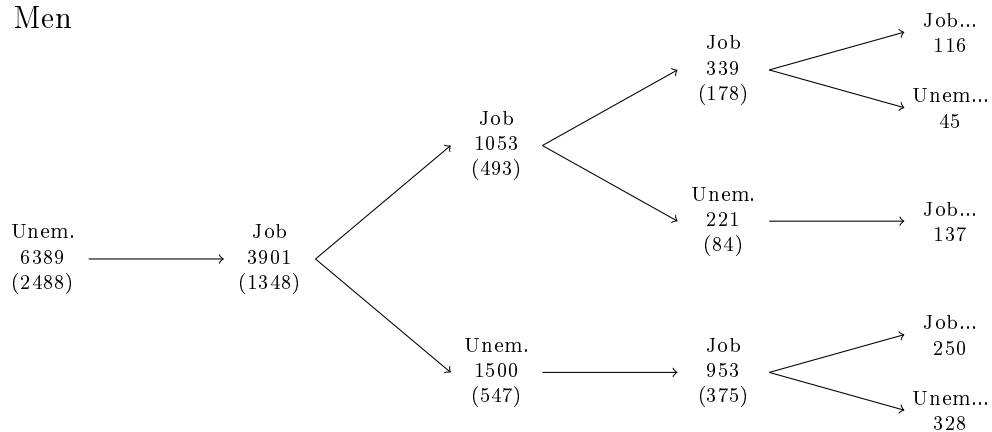 Men
Unem.
6389
(2488)
Job
3901
(1348)
Job
1053
(493)
Unem.
1500
(547)
Job
339
(178)
Unem.
221
(84)
Job
953
(375)
Job...
116
Unem...
45
Job...
137
Job...
250
Unem...
328